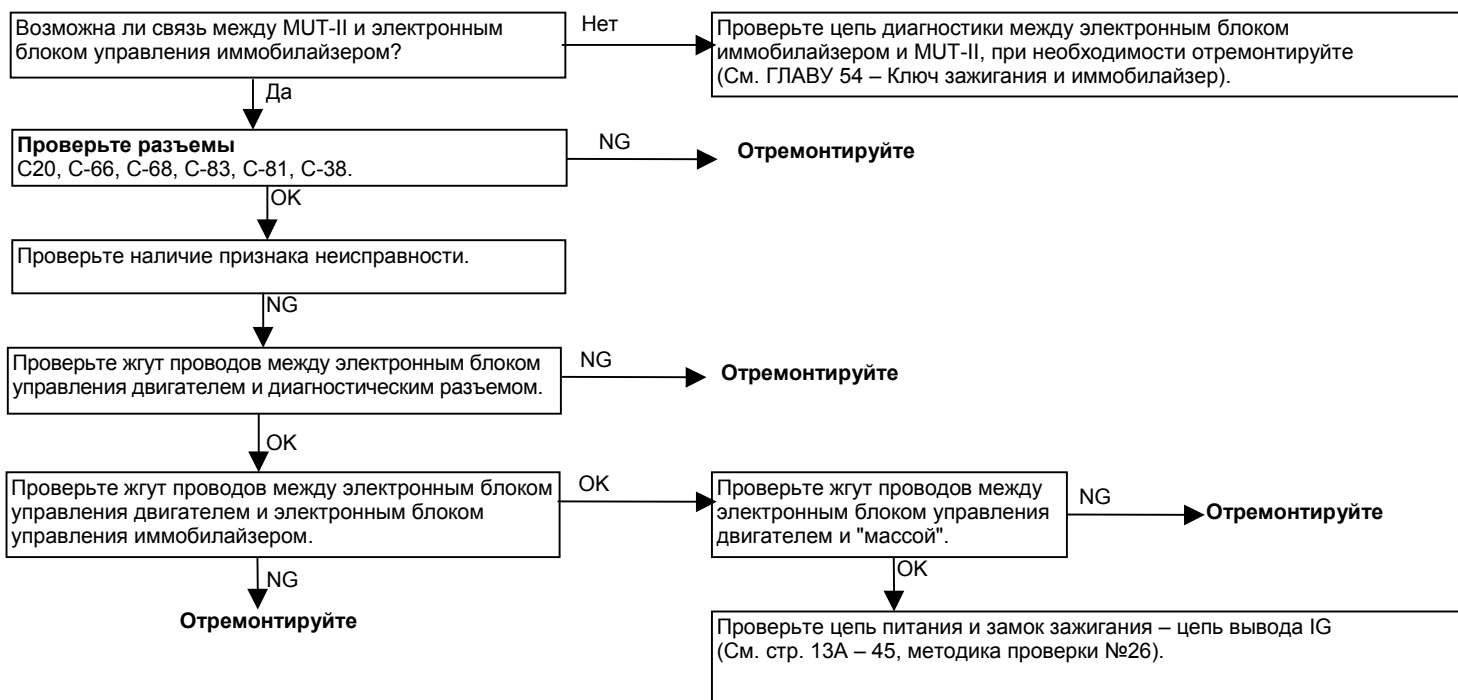 Возможна ли связь между MUT-II и электронным
блоком управления иммобилайзером?
Нет
Проверьте цепь диагностики между электронным блоком
иммобилайзером и MUT-II, при необходимости отремонтируйте
(См. ГЛАВУ 54 – Ключ зажигания и иммобилайзер).
Да
Проверьте разъемы
C20, C-66, C-68, C-83, C-81, C-38.
NG
Отремонтируйте
OK
Проверьте наличие признака неисправности.
NG
Проверьте жгут проводов между электронным блоком
управления двигателем и диагностическим разъемом.
NG
Отремонтируйте
OK
Проверьте жгут проводов между электронным блоком
управления двигателем и электронным блоком
управления иммобилайзером.
OK
Проверьте жгут проводов между
электронным блоком управления
двигателем и "массой".
NG
Отремонтируйте
NG
Отремонтируйте
OK
Проверьте цепь питания и замок зажигания – цепь вывода IG
(См. стр. 13А – 45, методика проверки №26).